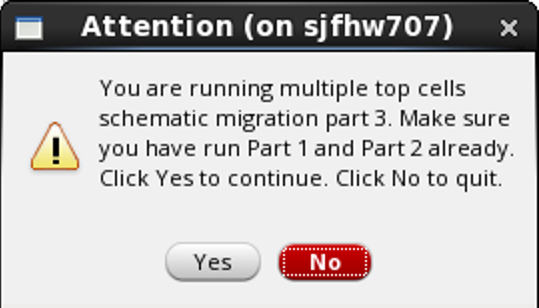 Attention (on sjfhw707)
You are running multiple top cells
schematic migration part 3. Make sure
you have run Part 1 and Part 2 already.
Click Yes to continue. Click No to quit.
Yes
No